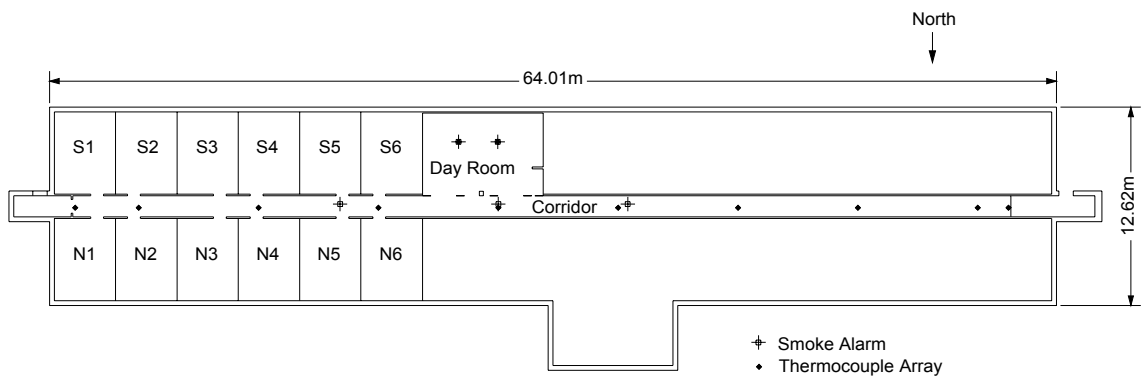 North
64.01m
S1 S2 S3 S4 S5 S6
Day Room
Corridor
12.62m
N1 N2 N3 N4 N5 N6
Smoke Alarm
Thermocouple Array